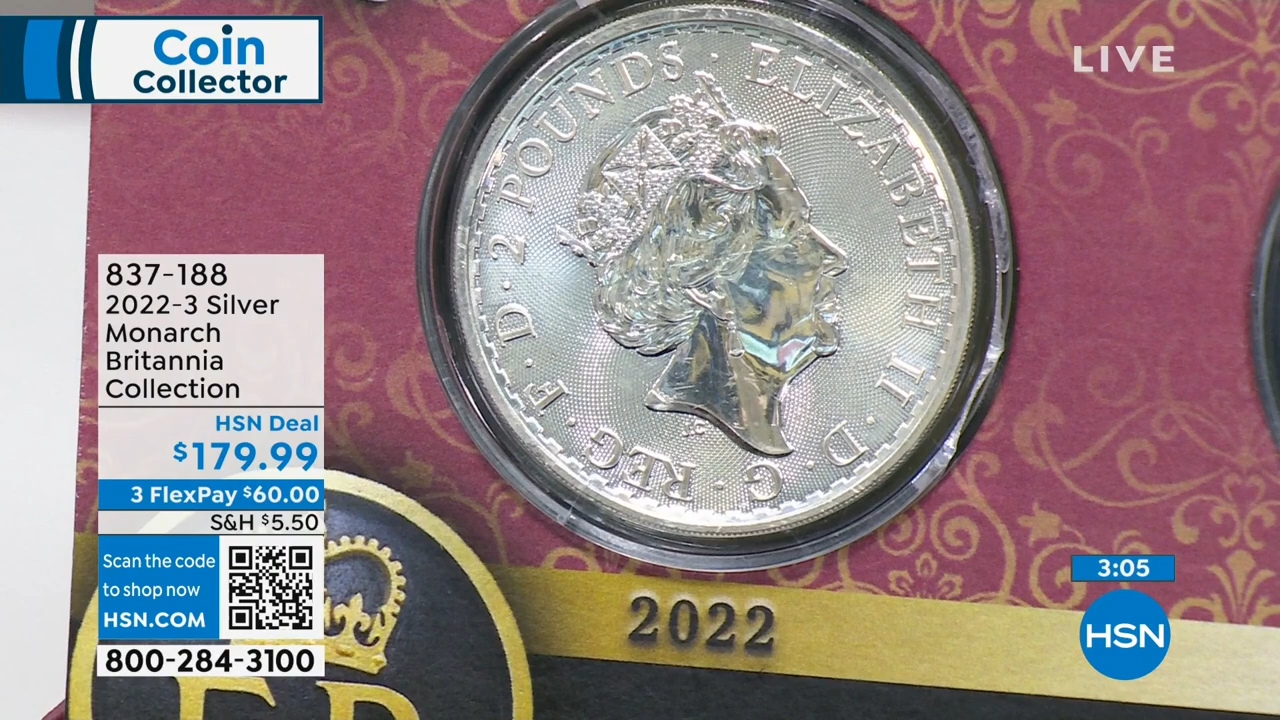 Coin
Collector
LIVE
2 POUNDS · ELIZABETH II · D · G · REG · F · D ·
837-188
2022-3 Silver
Monarch
Britannia
Collection
HSN Deal
$179.99
3 FlexPay $60.00
S&H $5.50
Scan the code
to shop now
HSN.COM
800-284-3100
3:05
HSN
2022